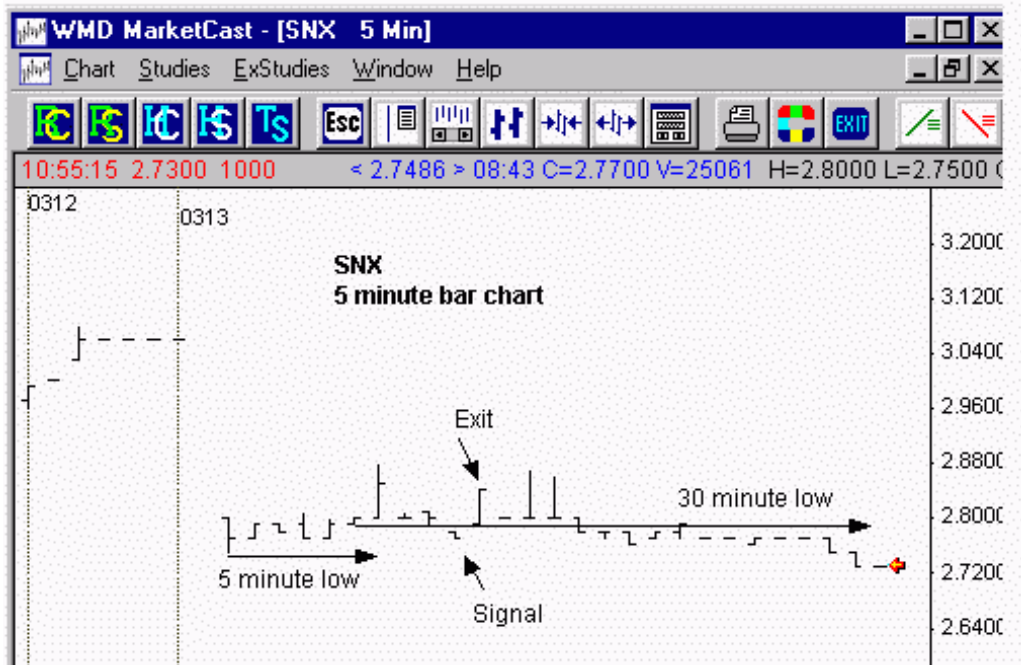 WMD MarketCast - [SNX 5 Min]
Chart Studies ExStudies Window Help
RC RS HC HS TS Esc EXIT
10:55:15 2.7300 1000 < 2.7486 > 08:43 C=2.7700 V=25061 H=2.8000 L=2.7500
0312
0313
3.2000
SNX
5 minute bar chart
3.1200
3.0400
2.9600
Exit
2.8800
30 minute low
2.8000
5 minute low
2.7200
Signal
2.6400